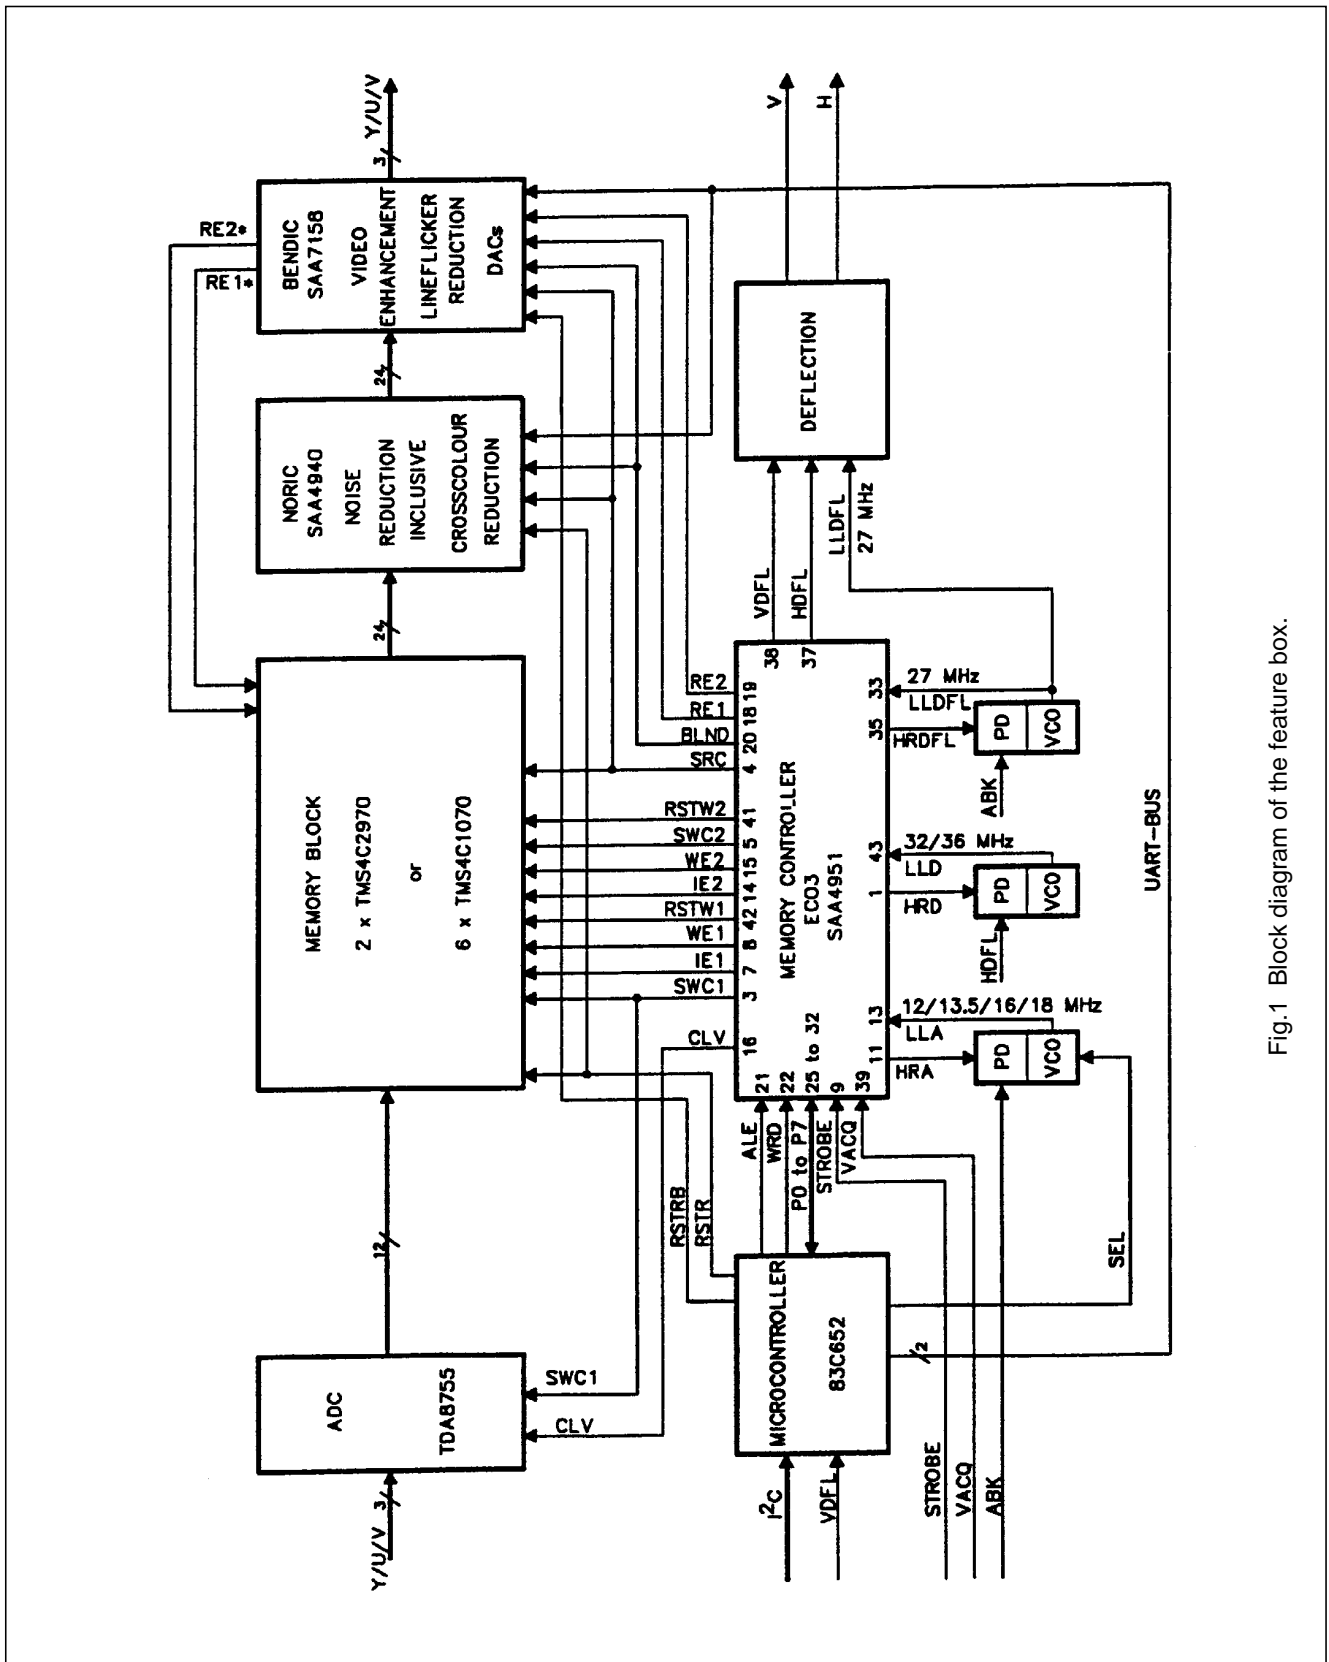 Y/U/V
3
ADC
TDA8755
12
MEMORY BLOCK
2 x TMS4C2970
or
6 x TMS4C1070
24
NORIC
SAA4940
NOISE
REDUCTION
INCLUSIVE
CROSSCOLOUR
REDUCTION
24
BENDIC
SAA7158
VIDEO
ENHANCEMENT
LINEFLICKER
REDUCTION
DACs
3
Y/U/V
RE2*
RE1*
SWC1
CLV
RSTRB
RSTR
CLV
SWC1
IE1
WE1
RSTW1
IE2
WE2
SWC2
RSTW2
SRC
BLND
RE1
RE2
16
3
7
8
42
14
15
5
41
4
20
18
19
I2C
VDFL
MICROCONTROLLER
83C652
2
ALE
WRD
P0 to P7
STROBE
VACQ
21
22
25 to 32
9
39
MEMORY CONTROLLER
ECO3
SAA4951
38
37
VDFL
HDFL
LLDFL
27 MHz
DEFLECTION
V
H
11
13
1
43
35
33
HRA
LLA
12/13.5/16/18 MHz
HRD
LLD
32/36 MHz
HRDFL
LLDFL
27 MHz
PD
VCO
HDFL
PD
VCO
ABK
PD
VCO
STROBE
VACQ
ABK
SEL
UART-BUS
Fig.1 Block diagram of the feature box.